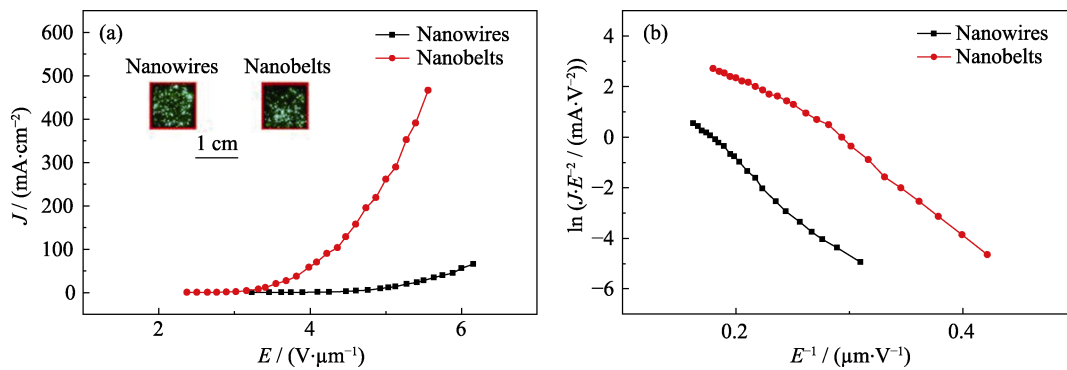 (a)
Nanowires
Nanobelts
Nanowires
Nanobelts
1 cm
600
500
400
300
200
100
0
J / (mA·cm⁻²)
2
4
6
E / (V·μm⁻¹)
(b)
Nanowires
Nanobelts
4
2
0
−2
−4
−6
ln (J·E⁻² / (mA·V⁻²))
0.2
0.4
E⁻¹ / (μm·V⁻¹)